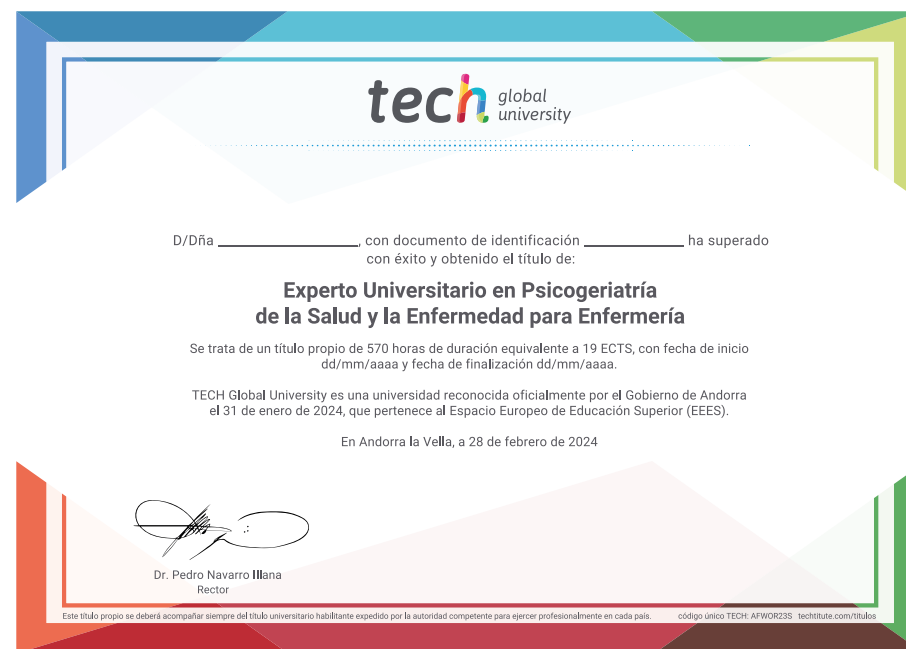 tech global university
D/Dña ____________________, con documento de identificación ______________ ha superado
con éxito y obtenido el título de:
Experto Universitario en Psicogeriatría
de la Salud y la Enfermedad para Enfermería
Se trata de un título propio de 570 horas de duración equivalente a 19 ECTS, con fecha de inicio
dd/mm/aaaa y fecha de finalización dd/mm/aaaa.
TECH Global University es una universidad reconocida oficialmente por el Gobierno de Andorra
el 31 de enero de 2024, que pertenece al Espacio Europeo de Educación Superior (EEES).
En Andorra la Vella, a 28 de febrero de 2024
Dr. Pedro Navarro Illana
Rector
Este título propio se deberá acompañar siempre del título universitario habilitante expedido por la autoridad competente para ejercer profesionalmente en cada país. código único TECH: AFWOR23S techtitute.com/titulos